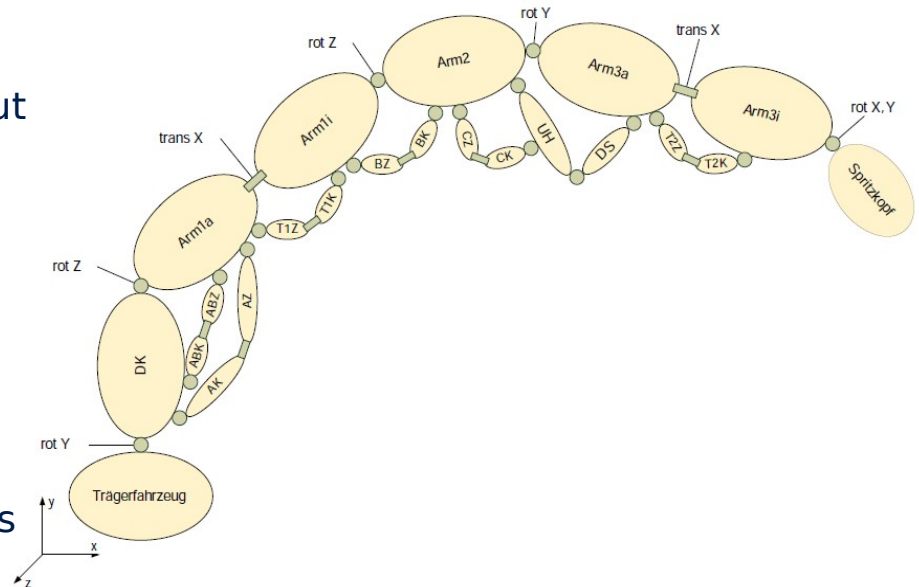 rot Y
trans X
rot Z
Arm2
Arm3a
Arm3i
rot X, Y
ut
trans X
Arm1i
BK
BZ
CZ
CK
UH
DS
T2Z
T2K
Spritzkopf
Arm1a
T1K
T1Z
rot Z
ABZ
AZ
DK
ABK
AK
rot Y
Trägerfahrzeug
s
y
x
z